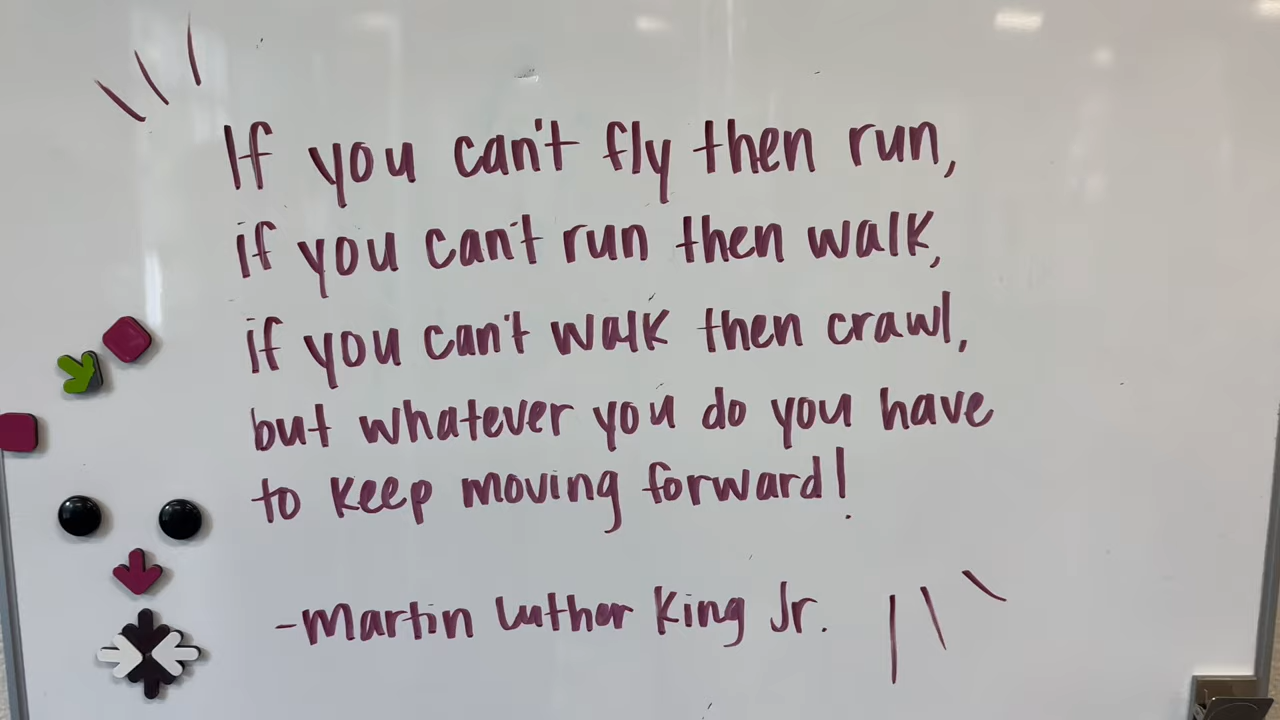 If you can't fly then run,
if you can't run then walk,
if you can't walk then crawl,
but whatever you do you have
to keep moving forward!
-Martin Luther King Jr.